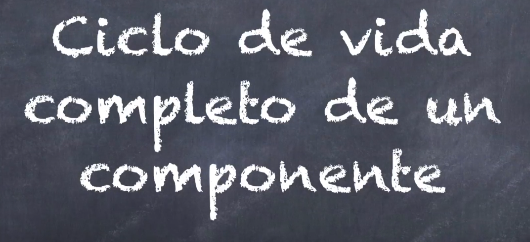 Ciclo de vida
completo de un
componente